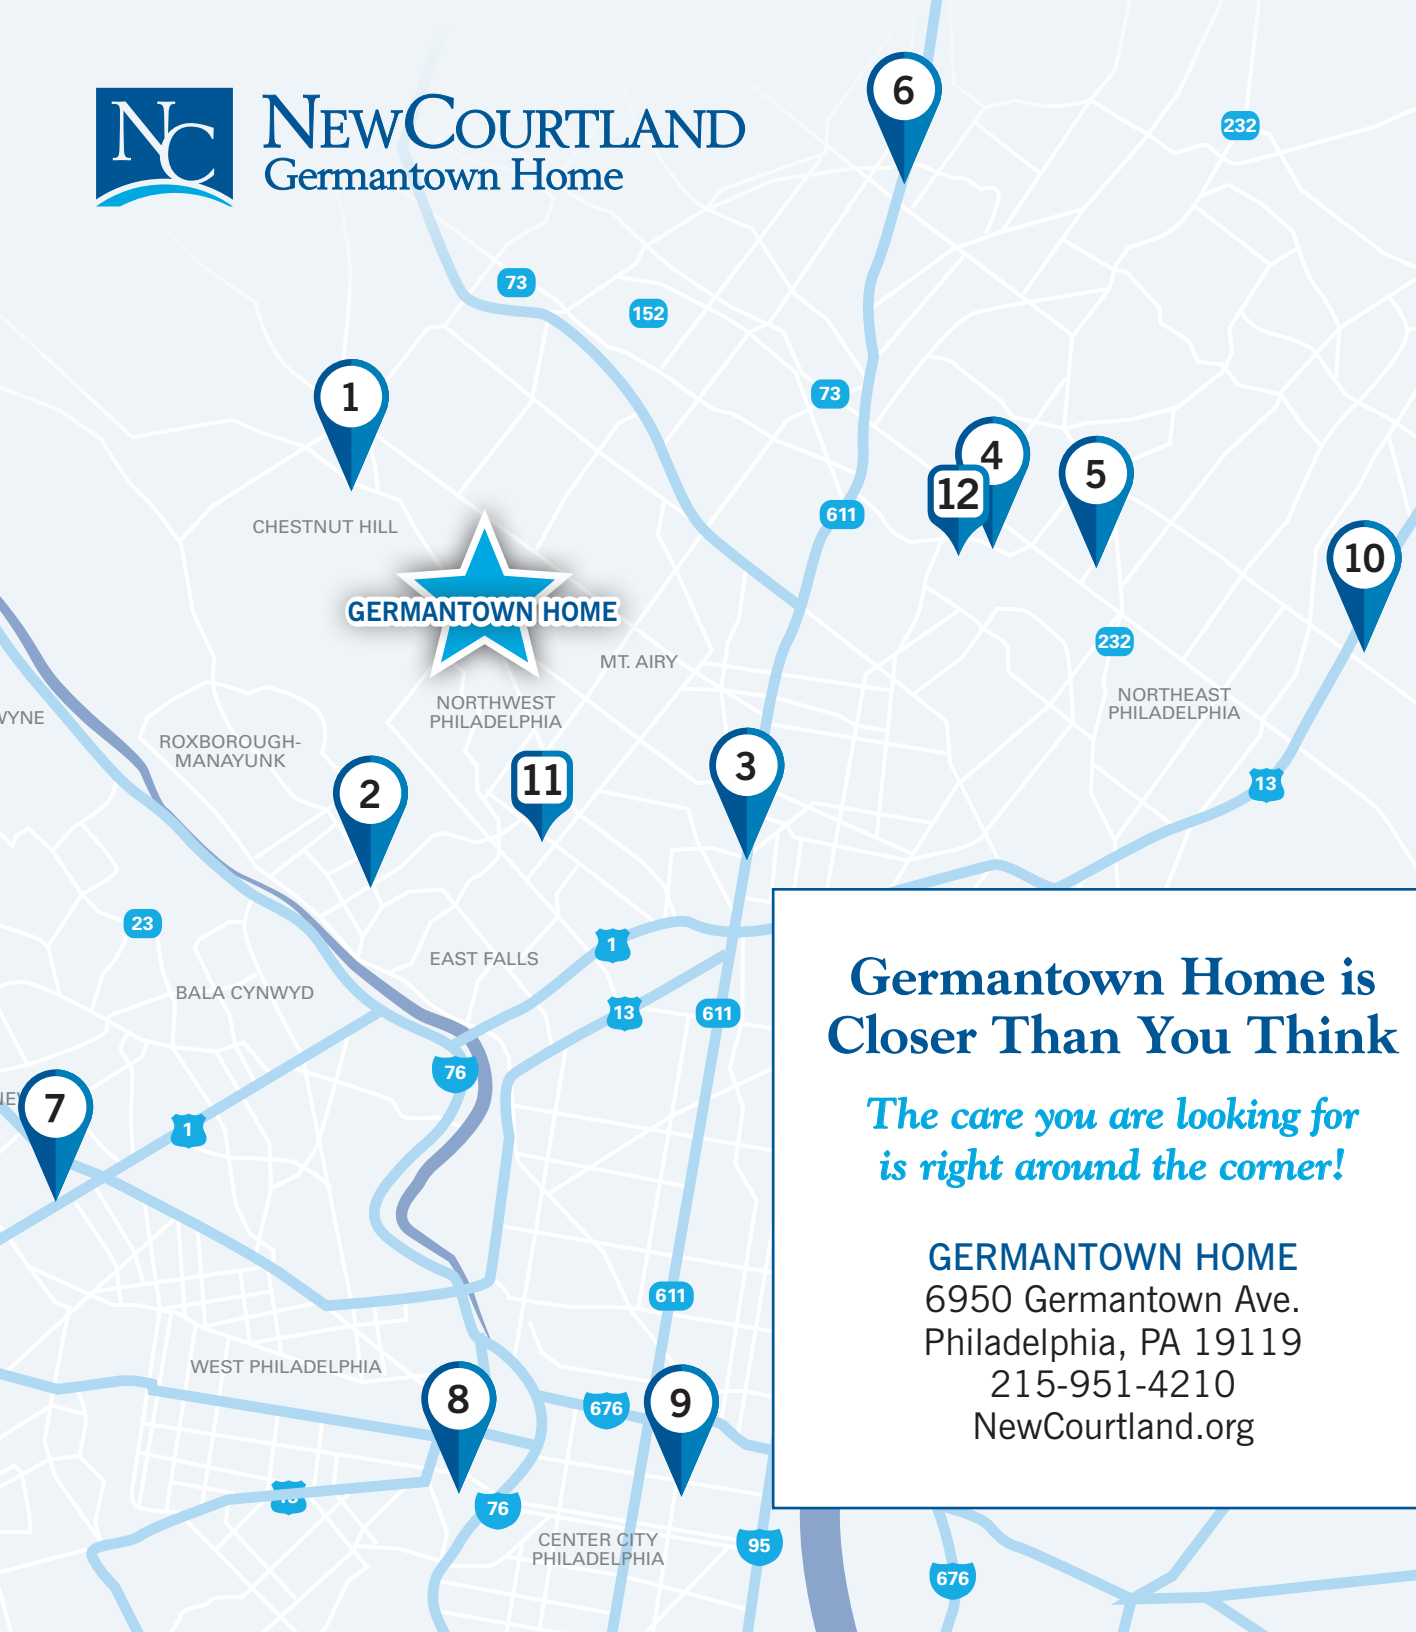 NC
NEWCOURTLAND
Germantown Home
6
232
73
152
1
73
4
12
5
611
10
CHESTNUT HILL
GERMANTOWN HOME
232
MT. AIRY
NORTHWEST
PHILADELPHIA
NORTHEAST
PHILADELPHIA
ROXBOROUGH-
MANAYUNK
2
11
3
13
23
1
EAST FALLS
BALA CYNWYD
13
611
76
7
1
Germantown Home is
Closer Than You Think
The care you are looking for
is right around the corner!
GERMANTOWN HOME
6950 Germantown Ave.
Philadelphia, PA 19119
215-951-4210
NewCourtland.org
611
WEST PHILADELPHIA
8
676
9
76
CENTER CITY
PHILADELPHIA
95
676